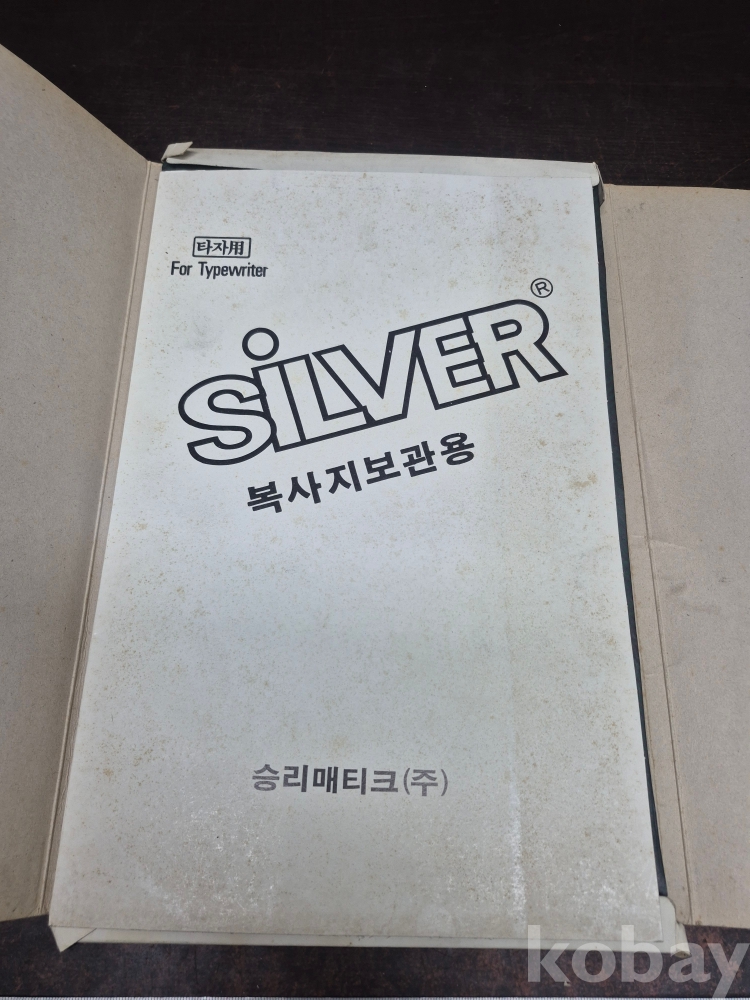 타자用
For Typewriter
SiLVER®
복사지보관용
승리매티크(주)
kobay